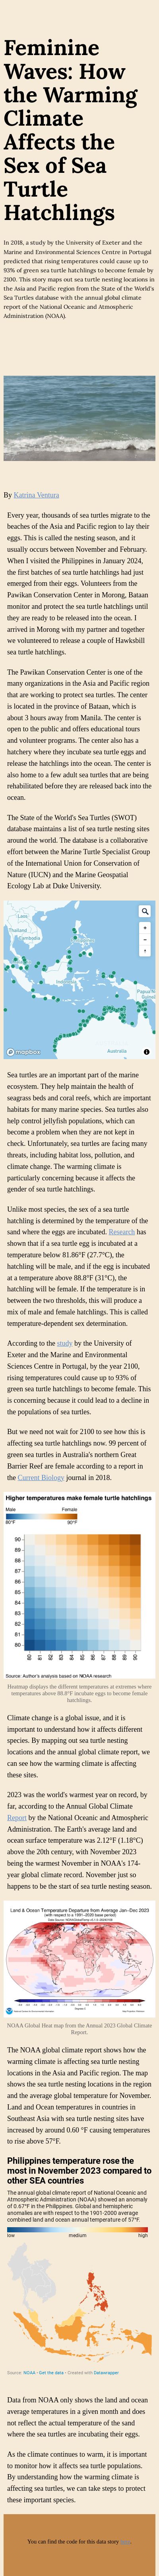 Feminine
Waves: How
the Warming
Climate
Affects the
Sex of Sea
Turtle
Hatchlings
In 2018, a study by the University of Exeter and the
Marine and Environmental Sciences Centre in Portugal
predicted that rising temperatures could cause up to
93% of green sea turtle hatchlings to become female by
2100. This story maps out sea turtle nesting locations in
the Asia and Pacific region from the State of the World's
Sea Turtles database with the annual global climate
report of the National Oceanic and Atmospheric
Administration (NOAA).
By Katrina Ventura
Every year, thousands of sea turtles migrate to the
beaches of the Asia and Pacific region to lay their
eggs. This is called the nesting season, and it
usually occurs between November and February.
When I visited the Philippines in January 2024,
the first batches of sea turtle hatchlings had just
emerged from their eggs. Volunteers from the
Pawikan Conservation Center in Morong, Bataan
monitor and protect the sea turtle hatchlings until
they are ready to be released into the ocean. I
arrived in Morong with my partner and together
we volunteered to release a couple of Hawksbill
sea turtle hatchlings.
The Pawikan Conservation Center is one of the
many organizations in the Asia and Pacific region
that are working to protect sea turtles. The center
is located in the province of Bataan, which is
about 3 hours away from Manila. The center is
open to the public and offers educational tours
and volunteer programs. The center also has a
hatchery where they incubate sea turtle eggs and
release the hatchlings into the ocean. The center is
also home to a few adult sea turtles that are being
rehabilitated before they are released back into the
ocean.
The State of the World's Sea Turtles (SWOT)
database maintains a list of sea turtle nesting sites
around the world. The database is a collaborative
effort between the Marine Turtle Specialist Group
of the International Union for Conservation of
Nature (IUCN) and the Marine Geospatial
Ecology Lab at Duke University.
Laos
Thailand
Cambodia
Australia
mapbox
Sea turtles are an important part of the marine
ecosystem. They help maintain the health of
seagrass beds and coral reefs, which are important
habitats for many marine species. Sea turtles also
help control jellyfish populations, which can
become a problem when they are not kept in
check. Unfortunately, sea turtles are facing many
threats, including habitat loss, pollution, and
climate change. The warming climate is
particularly concerning because it affects the
gender of sea turtle hatchlings.
Unlike most species, the sex of a sea turtle
hatchling is determined by the temperature of the
sand where the eggs are incubated. Research has
shown that if a sea turtle egg is incubated at a
temperature below 81.86°F (27.7°C), the
hatchling will be male, and if the egg is incubated
at a temperature above 88.8°F (31°C), the
hatchling will be female. If the temperature is in
between the two thresholds, this will produce a
mix of male and female hatchlings. This is called
temperature-dependent sex determination.
According to the study by the University of
Exeter and the Marine and Environmental
Sciences Centre in Portugal, by the year 2100,
rising temperatures could cause up to 93% of
green sea turtle hatchlings to become female. This
is concerning because it could lead to a decline in
the populations of sea turtles.
But we need not wait for 2100 to see how this is
affecting sea turtle hatchlings now. 99 percent of
green sea turtles in Australia's northern Great
Barrier Reef are female according to a report in
the Current Biology journal in 2018.
Higher temperatures make female turtle hatchlings
Male Female
80°F 90°F
90
89
88
87
86
85
84
83
82
81
80
80 81 82 83 84 85 86 87 88 89 90
Source: Author's analysis based on NOAA research
Heatmap displays the different temperatures at extremes where
temperatures above 88.8°F incubate eggs to become female
hatchlings.
Climate change is a global issue, and it is
important to understand how it affects different
species. By mapping out sea turtle nesting
locations and the annual global climate report, we
can see how the warming climate is affecting
these sites.
2023 was the world's warmest year on record, by
far, according to the Annual Global Climate
Report by the National Oceanic and Atmospheric
Administration. The Earth's average land and
ocean surface temperature was 2.12°F (1.18°C)
above the 20th century, with November 2023
being the warmest November in NOAA's 174-
year global climate record. November just so
happens to be the start of sea turtle nesting season.
Land & Ocean Temperature Departure from Average Jan–Dec 2023
(with respect to a 1991–2020 base period)
NOAA Global Heat map from the Annual 2023 Global Climate
Report.
The NOAA global climate report shows how the
warming climate is affecting sea turtle nesting
locations in the Asia and Pacific region. The map
shows the sea turtle nesting locations in the region
and the average global temperature for November.
Land and Ocean temperatures in countries in
Southeast Asia with sea turtle nesting sites have
increased by around 0.60 °F causing temperatures
to rise above 57°F.
Philippines temperature rose the
most in November 2023 compared to
other SEA countries
The annual global climate report of National Oceanic and
Atmospheric Administration (NOAA) showed an anomaly
of 0.67°F in the Philippines. Global and hemispheric
anomalies are with respect to the 1901-2000 average
combined land and ocean annual temperature of 57°F.
low medium high
Source: NOAA • Get the data • Created with Datawrapper
Data from NOAA only shows the land and ocean
average temperatures in a given month and does
not reflect the actual temperature of the sand
where the sea turtles are incubating their eggs.
As the climate continues to warm, it is important
to monitor how it affects sea turtle populations.
By understanding how the warming climate is
affecting sea turtles, we can take steps to protect
these important species.
You can find the code for this data story here.